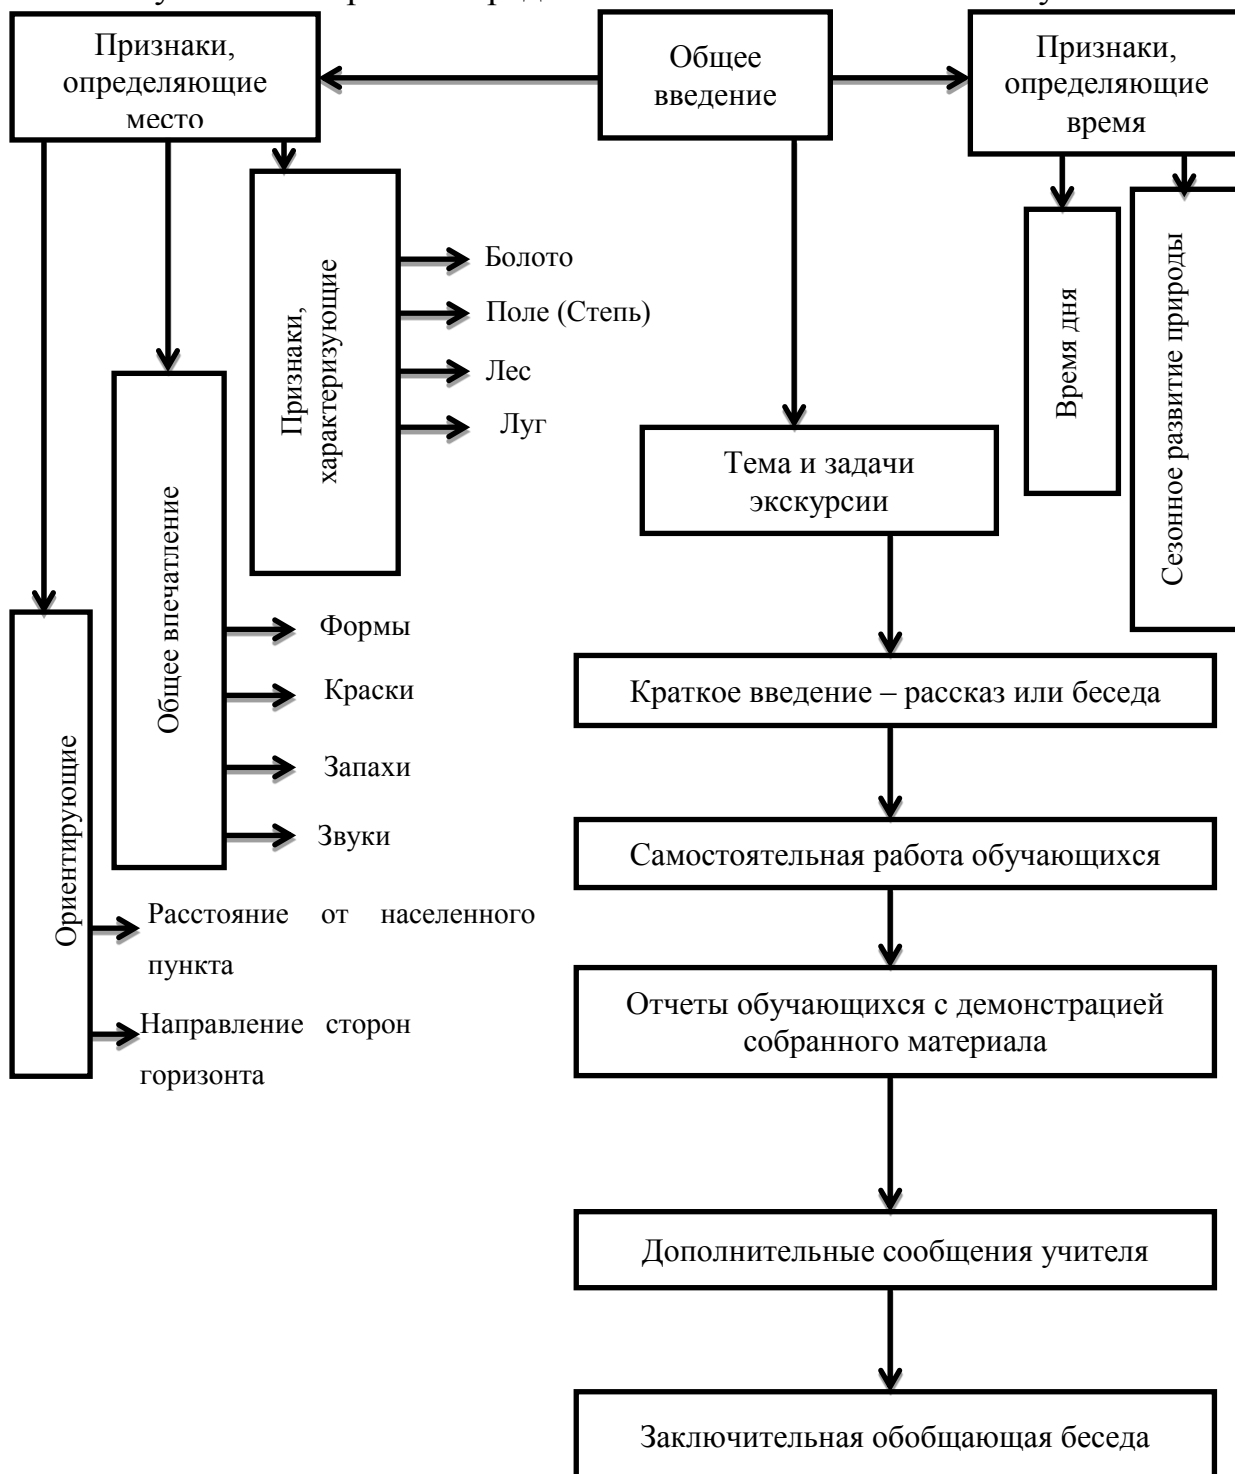 Признаки,
определяющие
место
Общее
введение
Признаки,
определяющие
время
Признаки,
характеризующие
Болото
Поле (Степь)
Лес
Луг
Время дня
Сезонное развитие природы
Общее впечатление
Формы
Краски
Запахи
Звуки
Ориентирующие
Расстояние от населенного
пункта
Направление сторон
горизонта
Тема и задачи
экскурсии
Краткое введение – рассказ или беседа
Самостоятельная работа обучающихся
Отчеты обучающихся с демонстрацией
собранного материала
Дополнительные сообщения учителя
Заключительная обобщающая беседа